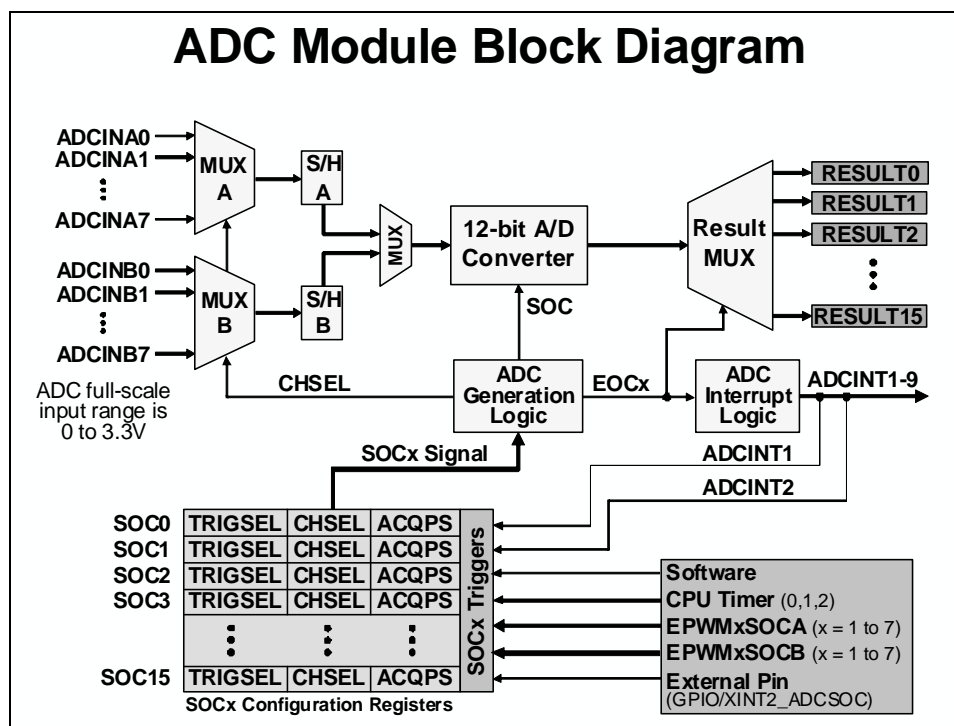 ADC Module Block Diagram
ADCINA0
ADCINA1
ADCINA7
MUX
A
S/H
A
ADCINB0
ADCINB1
ADCINB7
MUX
B
S/H
B
MUX
12-bit A/D
Converter
SOC
Result
MUX
RESULT0
RESULT1
RESULT2
RESULT15
ADC full-scale
input range is
0 to 3.3V
CHSEL
ADC
Generation
Logic
EOCx
ADC
Interrupt
Logic
ADCINT1-9
SOCx Signal
ADCINT1
ADCINT2
SOC0 TRIGSEL CHSEL ACQPS
SOC1 TRIGSEL CHSEL ACQPS
SOC2 TRIGSEL CHSEL ACQPS
SOC3 TRIGSEL CHSEL ACQPS
SOC15 TRIGSEL CHSEL ACQPS
SOCx Configuration Registers
SOCx Triggers
Software
CPU Timer (0,1,2)
EPWMxSOCA (x = 1 to 7)
EPWMxSOCB (x = 1 to 7)
External Pin
(GPIO/XINT2_ADCSOC)